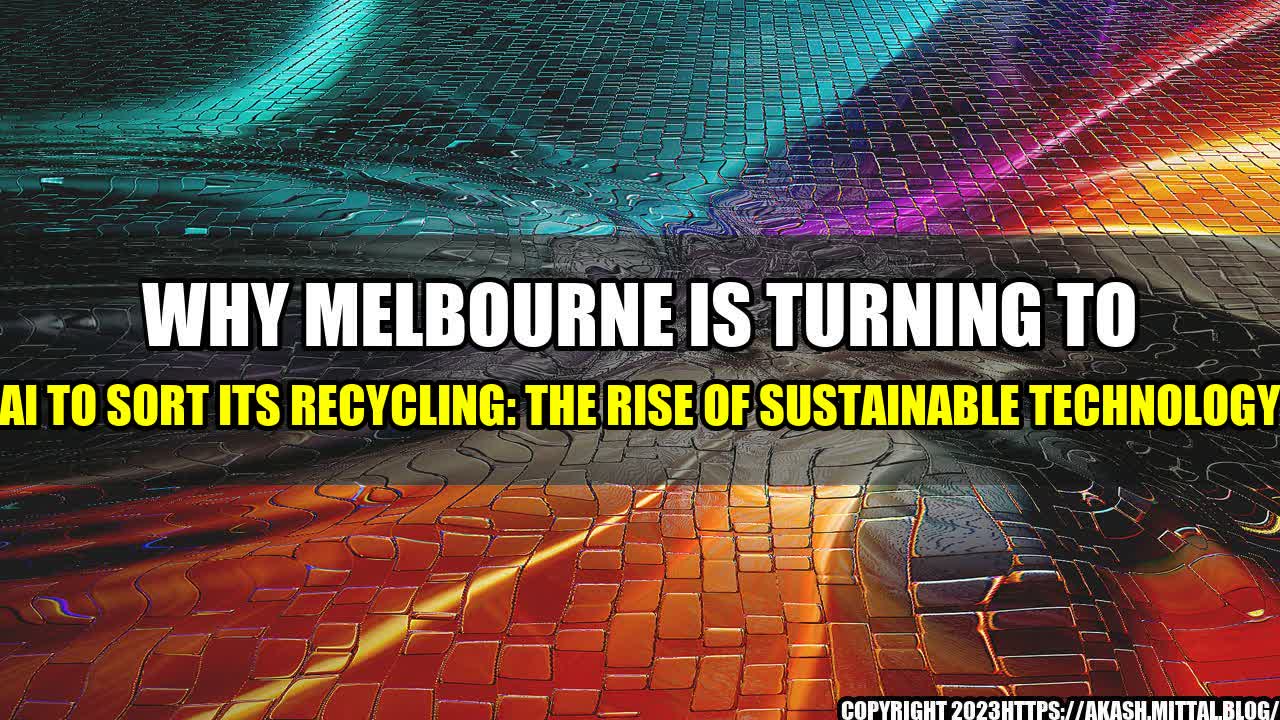 WHY MELBOURNE IS TURNING TO
AI TO SORT ITS RECYCLING: THE RISE OF SUSTAINABLE TECHNOLOGY
COPYRIGHT 2023HTTPS://AKASH.MITTAL.BLOG/